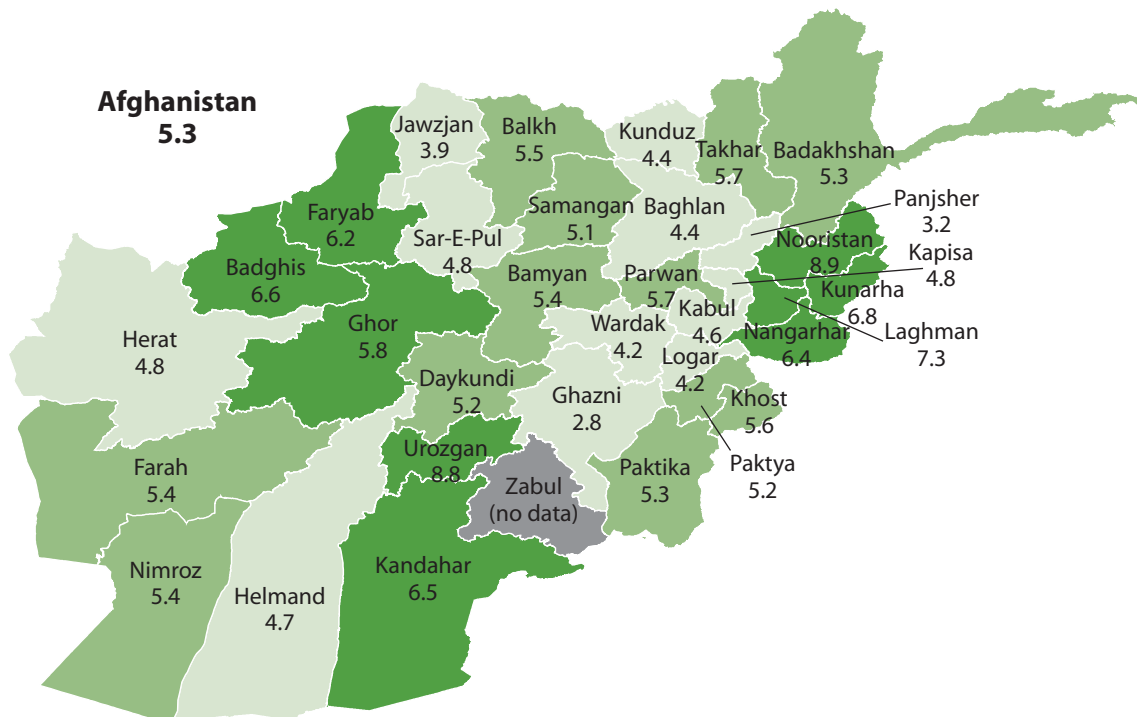 Afghanistan
5.3
Jawzjan
3.9
Balkh
5.5
Kunduz
4.4
Takhar
5.7
Badakhshan
5.3
Panjsher
3.2
Faryab
6.2
Sar-E-Pul
4.8
Samangan
5.1
Baghlan
4.4
Nooristan
8.9
Kapisa
4.8
Badghis
6.6
Bamyan
5.4
Parwan
5.7
Kunarha
6.8
Herat
4.8
Ghor
5.8
Wardak
4.2
Kabul
4.6
Nangarhar
6.4
Laghman
7.3
Daykundi
5.2
Ghazni
2.8
Logar
4.2
Khost
5.6
Urozgan
8.8
Paktya
5.2
Farah
5.4
Zabul
(no data)
Paktika
5.3
Nimroz
5.4
Helmand
4.7
Kandahar
6.5